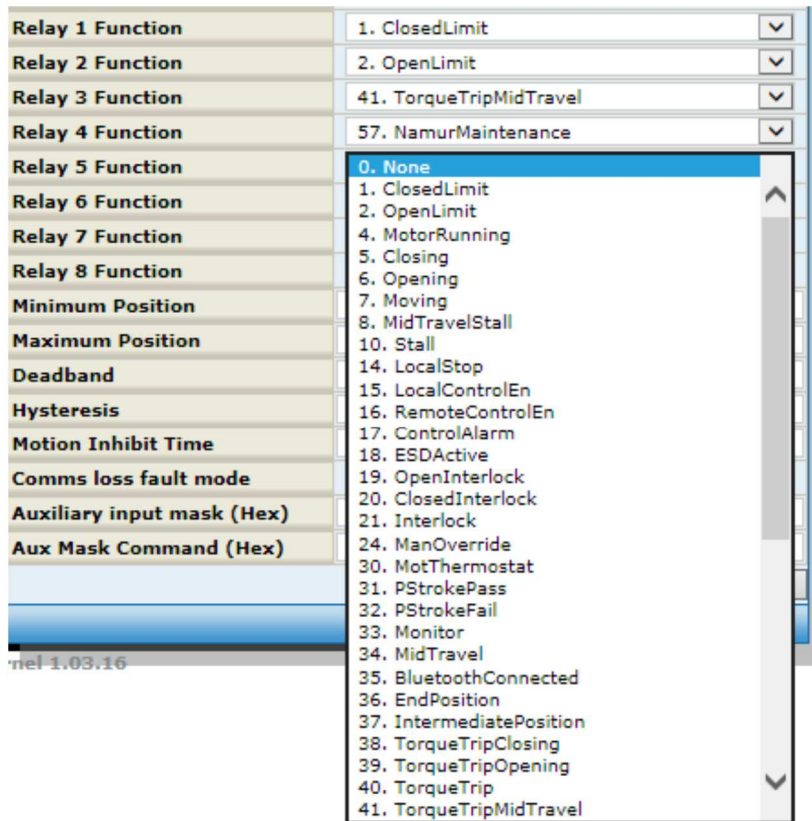 Relay 1 Function 1. ClosedLimit
Relay 2 Function 2. OpenLimit
Relay 3 Function 41. TorqueTripMidTravel
Relay 4 Function 57. NamurMaintenance
Relay 5 Function
Relay 6 Function
Relay 7 Function
Relay 8 Function
Minimum Position
Maximum Position
Deadband
Hysteresis
Motion Inhibit Time
Comms loss fault mode
Auxiliary input mask (Hex)
Aux Mask Command (Hex)
0. None
1. ClosedLimit
2. OpenLimit
4. MotorRunning
5. Closing
6. Opening
7. Moving
8. MidTravelStall
10. Stall
14. LocalStop
15. LocalControlEn
16. RemoteControlEn
17. ControlAlarm
18. ESDActive
19. OpenInterlock
20. ClosedInterlock
21. Interlock
24. ManOverride
30. MotThermostat
31. PStrokePass
32. PStrokeFail
33. Monitor
34. MidTravel
35. BluetoothConnected
36. EndPosition
37. IntermediatePosition
38. TorqueTripClosing
39. TorqueTripOpening
40. TorqueTrip
41. TorqueTripMidTravel
1.03.16